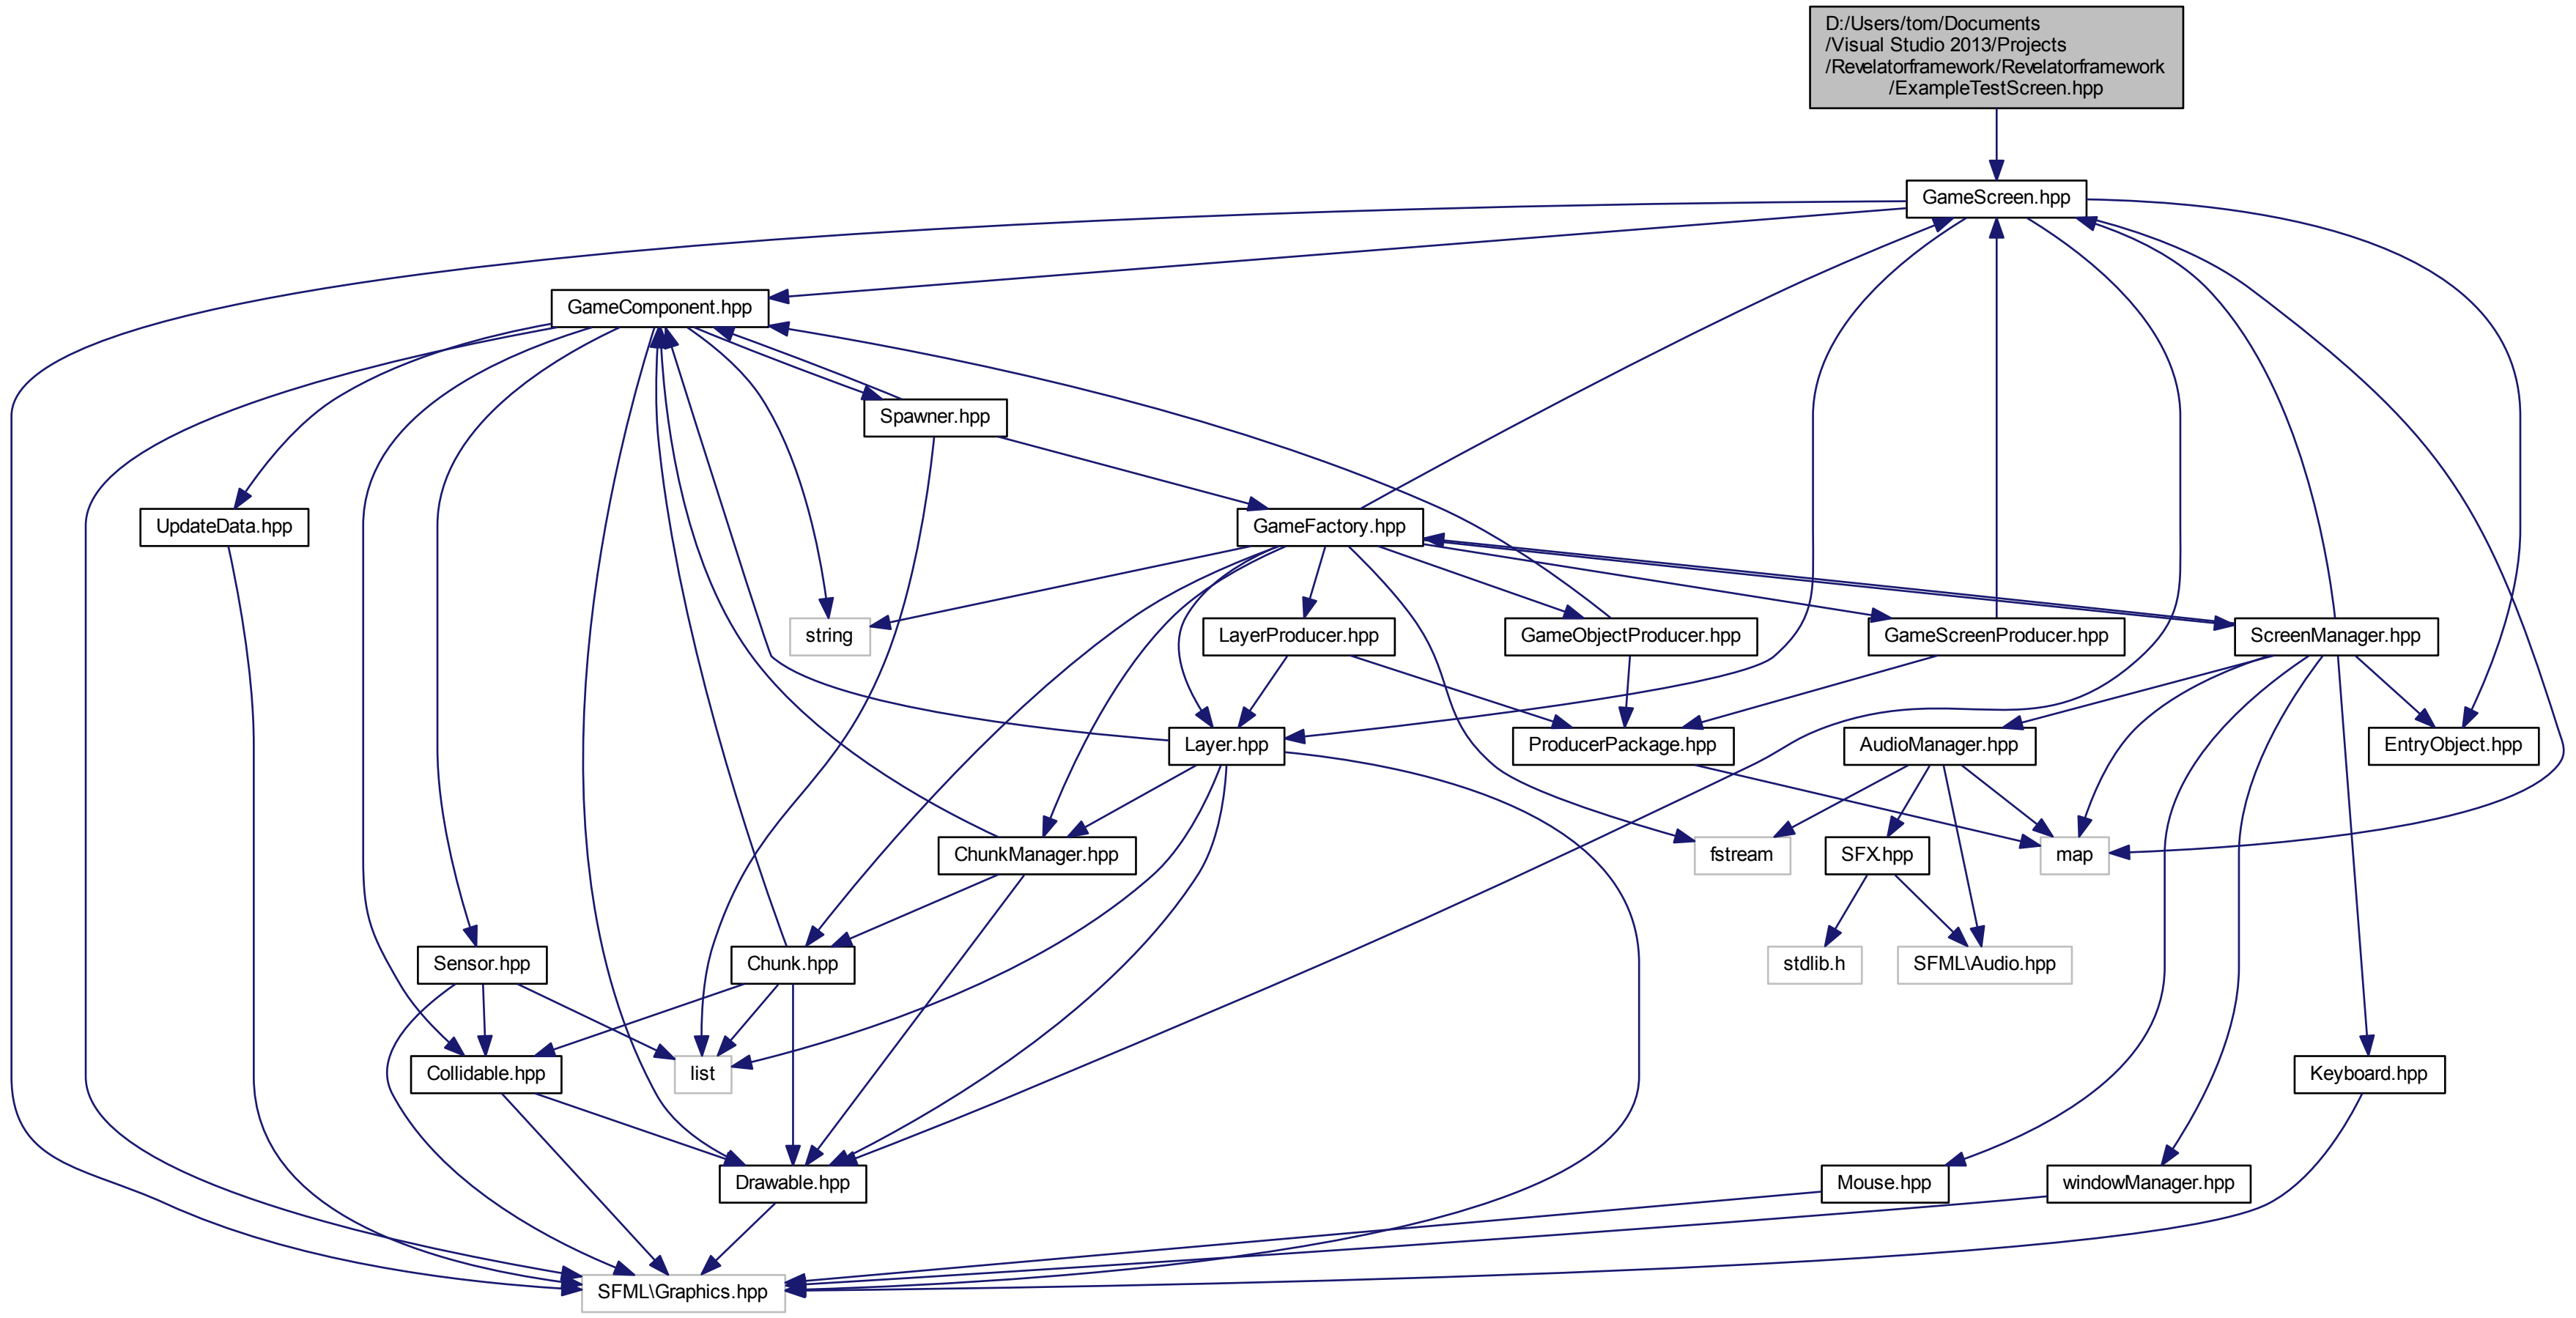 D:/Users/tom/Documents
/Visual Studio 2013/Projects
/Revelatorframework/Revelatorframework
/ExampleTestScreen.hpp
GameScreen.hpp
GameComponent.hpp
Spawner.hpp
UpdateData.hpp
GameFactory.hpp
string
LayerProducer.hpp
GameObjectProducer.hpp
GameScreenProducer.hpp
ScreenManager.hpp
Layer.hpp
ProducerPackage.hpp
AudioManager.hpp
EntryObject.hpp
ChunkManager.hpp
fstream
SFX.hpp
map
Sensor.hpp
Chunk.hpp
stdlib.h
SFML\Audio.hpp
Collidable.hpp
list
Keyboard.hpp
Drawable.hpp
Mouse.hpp
windowManager.hpp
SFML\Graphics.hpp